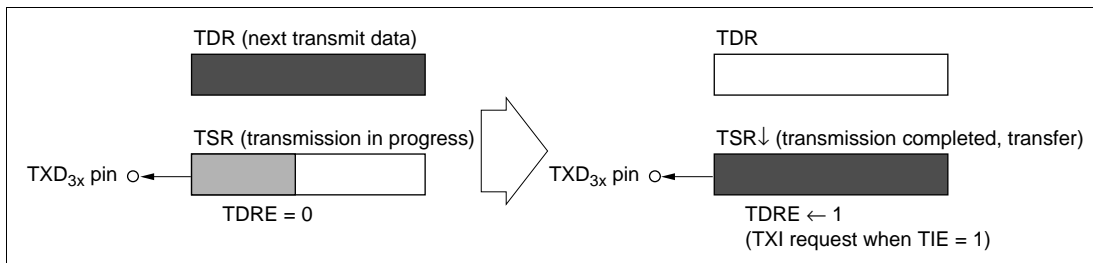 TDR (next transmit data)
TSR (transmission in progress)
TXD3x pin
TDRE = 0
TDR
TSR↓ (transmission completed, transfer)
TXD3x pin
TDRE ← 1
(TXI request when TIE = 1)